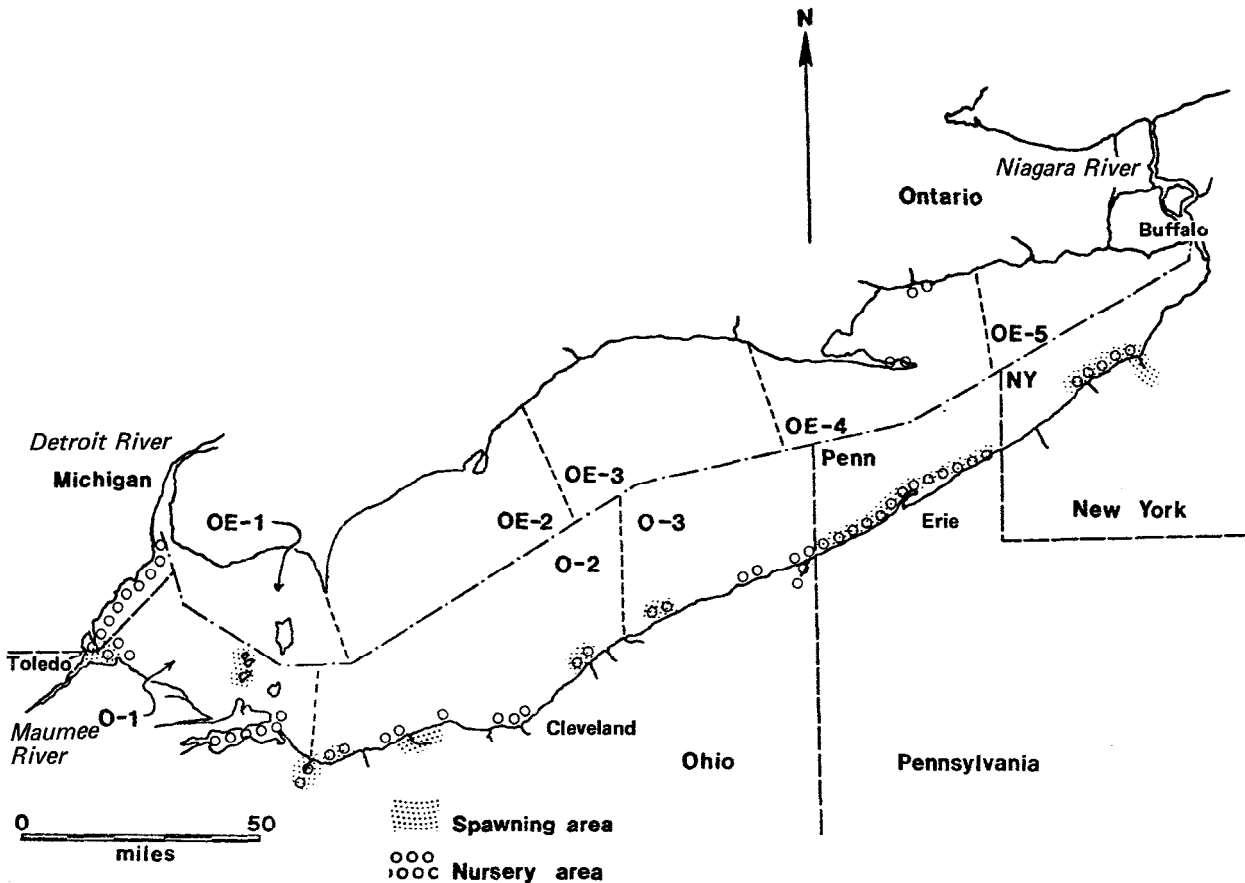 N
Niagara River
Ontario
Buffalo
OE-5
NY
OE-4
Penn
Detroit River
Michigan
OE-3
OE-1
OE-2
O-3
O-2
Erie
New York
Toledo
O-1
Maumee
River
Cleveland
Ohio
Pennsylvania
0 50
miles
Spawning area
Nursery area